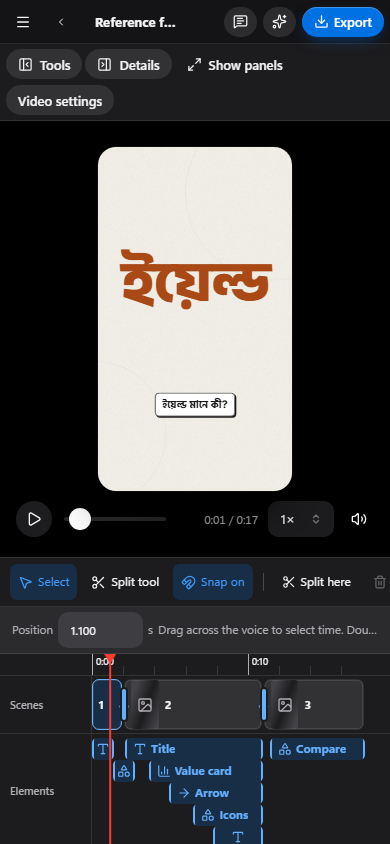 Reference f...
Export
Tools
Details
Show panels
Video settings
ইয়েল্ড
ইয়েল্ড মানে কী?
0:01 / 0:17
1×
Select
Split tool
Snap on
Split here
Position
1.100
s
Drag across the voice to select time. Dou...
0:00
0:10
Scenes
1
2
3
Elements
Title
Compare
Value card
Arrow
Icons